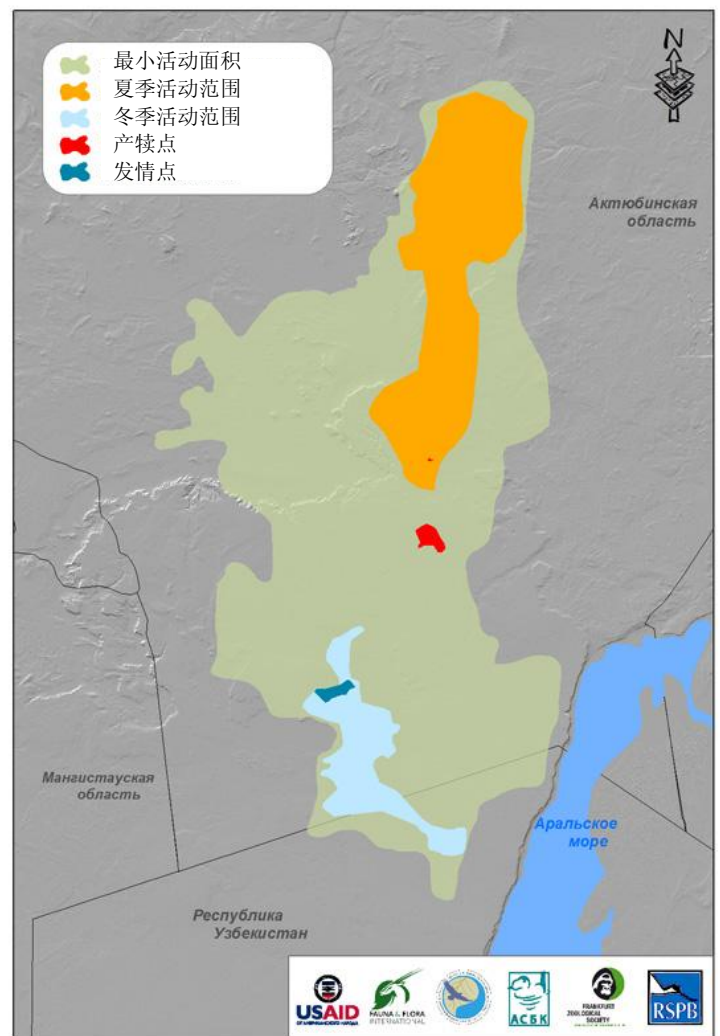 最小活动面积
夏季活动范围
冬季活动范围
产犊点
发情点
N
Актюбинская
область
Мангистауская
область
Аральское
море
Республика
Узбекистан
USAID
FAUNA & FLORA
INTERNATIONAL
АСБК
FRANKFURT
ZOOLOGICAL
SOCIETY
RSPB